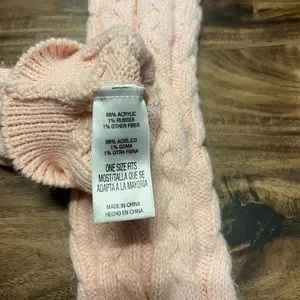 98% ACRYLIC
1% RUBBER
1% OTHER FIBER
98% ACRILICO
1% GOMA
1% OTRA FIBRA
ONE SIZE FITS
MOST/TALLA QUE SE
ADAPTA A LA MAYORIA
MADE IN CHINA
HECHO EN CHINA